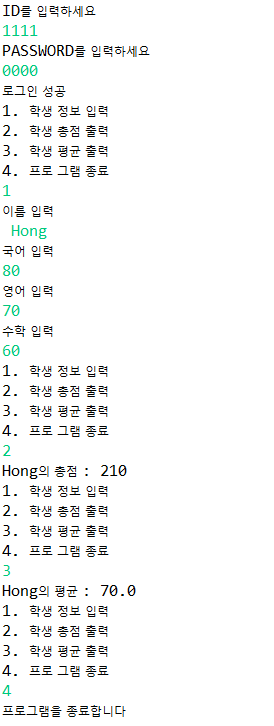 ID를 입력하세요
1111
PASSWORD를 입력하세요
0000
로그인 성공
1. 학생 정보 입력
2. 학생 총점 출력
3. 학생 평균 출력
4. 프로 그램 종료
1
이름 입력
Hong
국어 입력
80
영어 입력
70
수학 입력
60
1. 학생 정보 입력
2. 학생 총점 출력
3. 학생 평균 출력
4. 프로 그램 종료
2
Hong의 총점 : 210
1. 학생 정보 입력
2. 학생 총점 출력
3. 학생 평균 출력
4. 프로 그램 종료
3
Hong의 평균 : 70.0
1. 학생 정보 입력
2. 학생 총점 출력
3. 학생 평균 출력
4. 프로 그램 종료
4
프로그램을 종료합니다